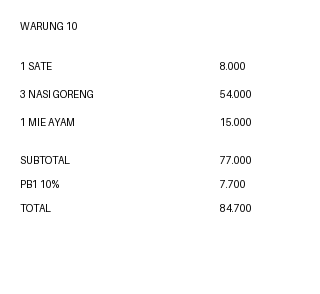 WARUNG 10
1 SATE 8.000
3 NASI GORENG 54.000
1 MIE AYAM 15.000
SUBTOTAL 77.000
PB1 10% 7.700
TOTAL 84.700